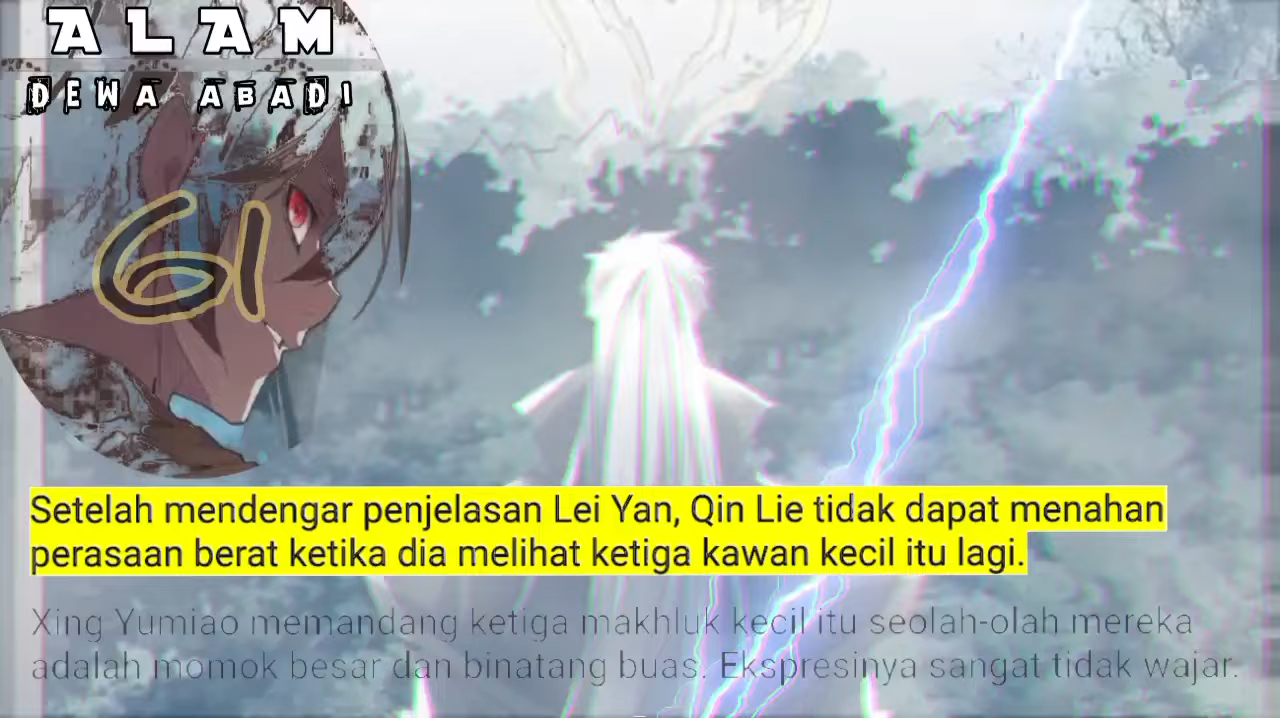 ALAM
DEWA ABADI
61
Setelah mendengar penjelasan Lei Yan, Qin Lie tidak dapat menahan
perasaan berat ketika dia melihat ketiga kawan kecil itu lagi.
Xing Yumiao memandang ketiga makhluk kecil itu seolah-olah mereka
adalah momok besar dan binatang buas. Ekspresinya sangat tidak wajar.